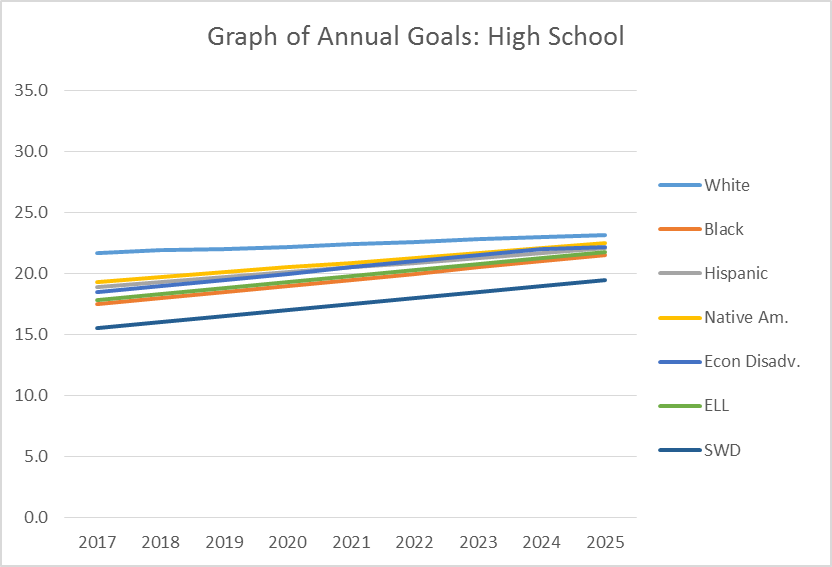 Graph of Annual Goals: High School
35.0
30.0
25.0
20.0
15.0
10.0
5.0
0.0
2017 2018 2019 2020 2021 2022 2023 2024 2025
White
Black
Hispanic
Native Am.
Econ Disadv.
ELL
SWD